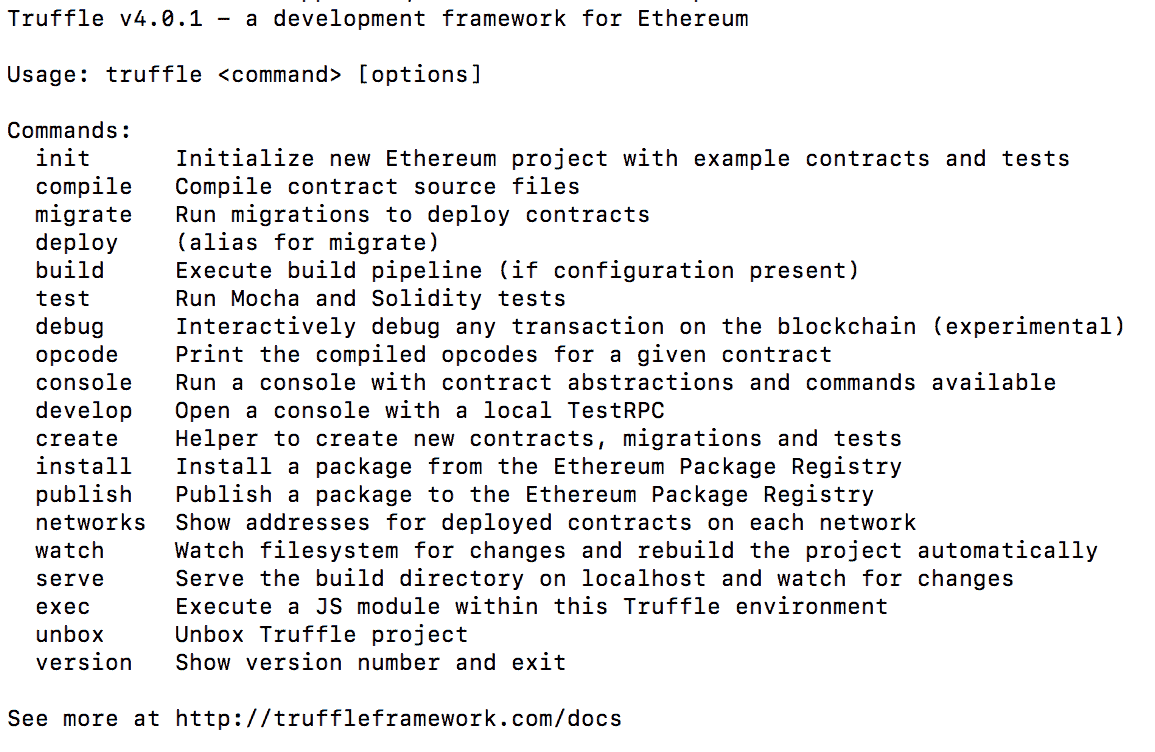 Truffle v4.0.1 – a development framework for Ethereum
Usage: truffle <command> [options]
Commands:
init Initialize new Ethereum project with example contracts and tests
compile Compile contract source files
migrate Run migrations to deploy contracts
deploy (alias for migrate)
build Execute build pipeline (if configuration present)
test Run Mocha and Solidity tests
debug Interactively debug any transaction on the blockchain (experimental)
opcode Print the compiled opcodes for a given contract
console Run a console with contract abstractions and commands available
develop Open a console with a local TestRPC
create Helper to create new contracts, migrations and tests
install Install a package from the Ethereum Package Registry
publish Publish a package to the Ethereum Package Registry
networks Show addresses for deployed contracts on each network
watch Watch filesystem for changes and rebuild the project automatically
serve Serve the build directory on localhost and watch for changes
exec Execute a JS module within this Truffle environment
unbox Unbox Truffle project
version Show version number and exit
See more at http://truffleframework.com/docs